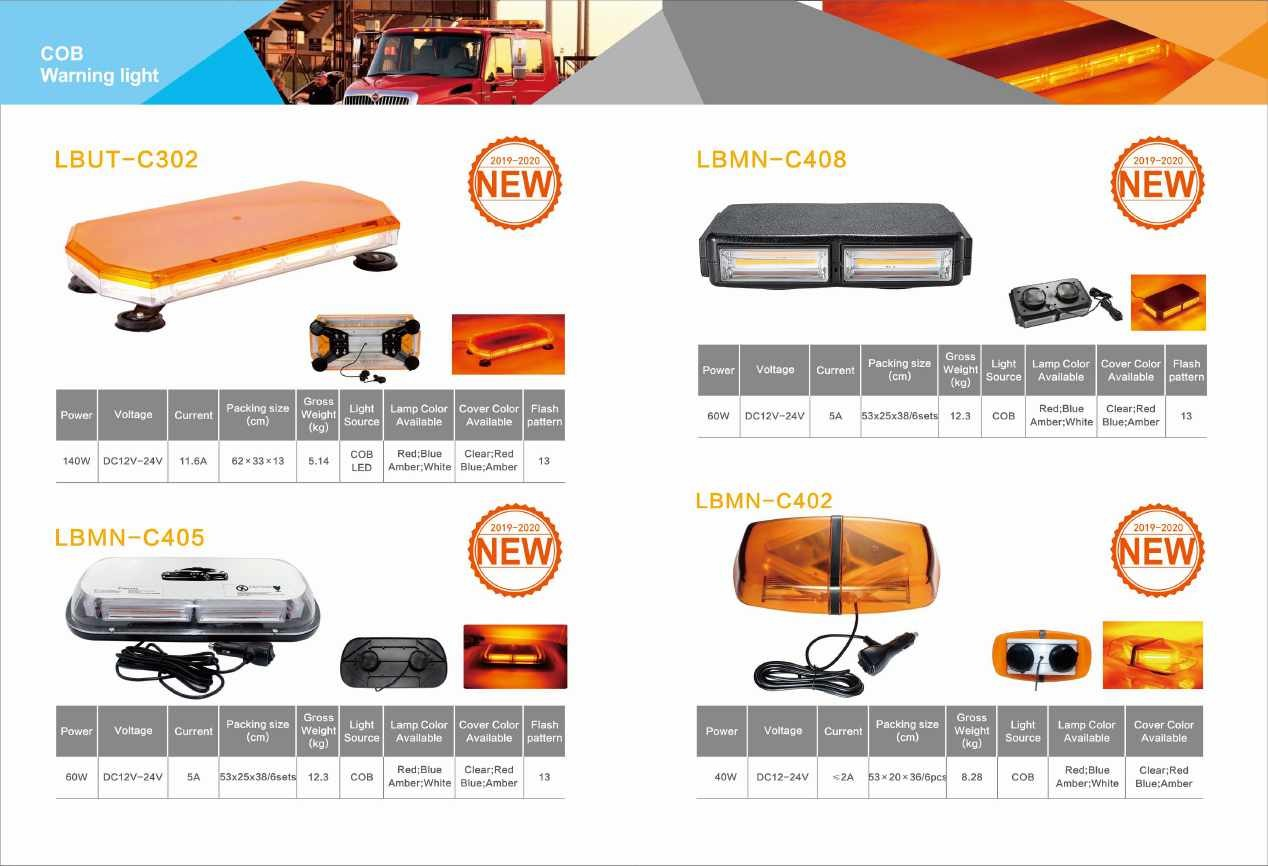 COB
Warning light
LBUT-C302
2019-2020
NEW
Power Voltage Current Packing size (cm) Gross Weight (kg) Light Source Lamp Color Available Cover Color Available Flash pattern
140W DC12V-24V 11.6A 62×33×13 5.14 COB LED Red;Blue Amber;White Clear;Red Blue;Amber 13
LBMN-C405
2019-2020
NEW
Power Voltage Current Packing size (cm) Gross Weight (kg) Light Source Lamp Color Available Cover Color Available Flash pattern
60W DC12V-24V 5A 53x25x38/6sets 12.3 COB Red;Blue Amber;White Clear;Red Blue;Amber 13
LBMN-C408
2019-2020
NEW
Power Voltage Current Packing size (cm) Gross Weight (kg) Light Source Lamp Color Available Cover Color Available Flash pattern
60W DC12V-24V 5A 53x25x38/6sets 12.3 COB Red;Blue Amber;White Clear;Red Blue;Amber 13
LBMN-C402
2019-2020
NEW
Power Voltage Current Packing size (cm) Gross Weight (kg) Light Source Lamp Color Available Cover Color Available
40W DC12-24V ≤2A 53×20×36/6pcs 8.28 COB Red;Blue Amber;White Clear;Red Blue;Amber